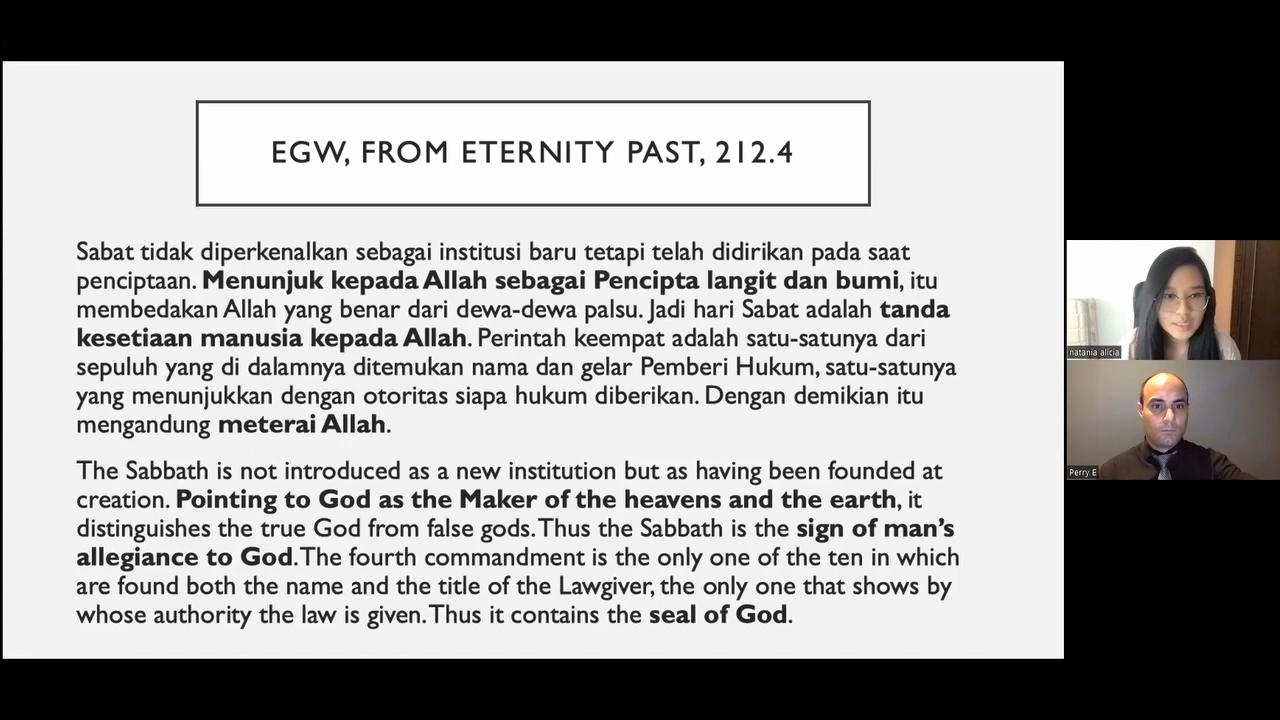 EGW, FROM ETERNITY PAST, 212.4
Sabat tidak diperkenalkan sebagai institusi baru tetapi telah didirikan pada saat
penciptaan. Menunjuk kepada Allah sebagai Pencipta langit dan bumi, itu
membedakan Allah yang benar dari dewa-dewa palsu. Jadi hari Sabat adalah tanda
kesetiaan manusia kepada Allah. Perintah keempat adalah satu-satunya dari
sepuluh yang di dalamnya ditemukan nama dan gelar Pemberi Hukum, satu-satunya
yang menunjukkan dengan otoritas siapa hukum diberikan. Dengan demikian itu
mengandung meterai Allah.
The Sabbath is not introduced as a new institution but as having been founded at
creation. Pointing to God as the Maker of the heavens and the earth, it
distinguishes the true God from false gods. Thus the Sabbath is the sign of man’s
allegiance to God. The fourth commandment is the only one of the ten in which
are found both the name and the title of the Lawgiver, the only one that shows by
whose authority the law is given. Thus it contains the seal of God.
natania alicia
Perry E